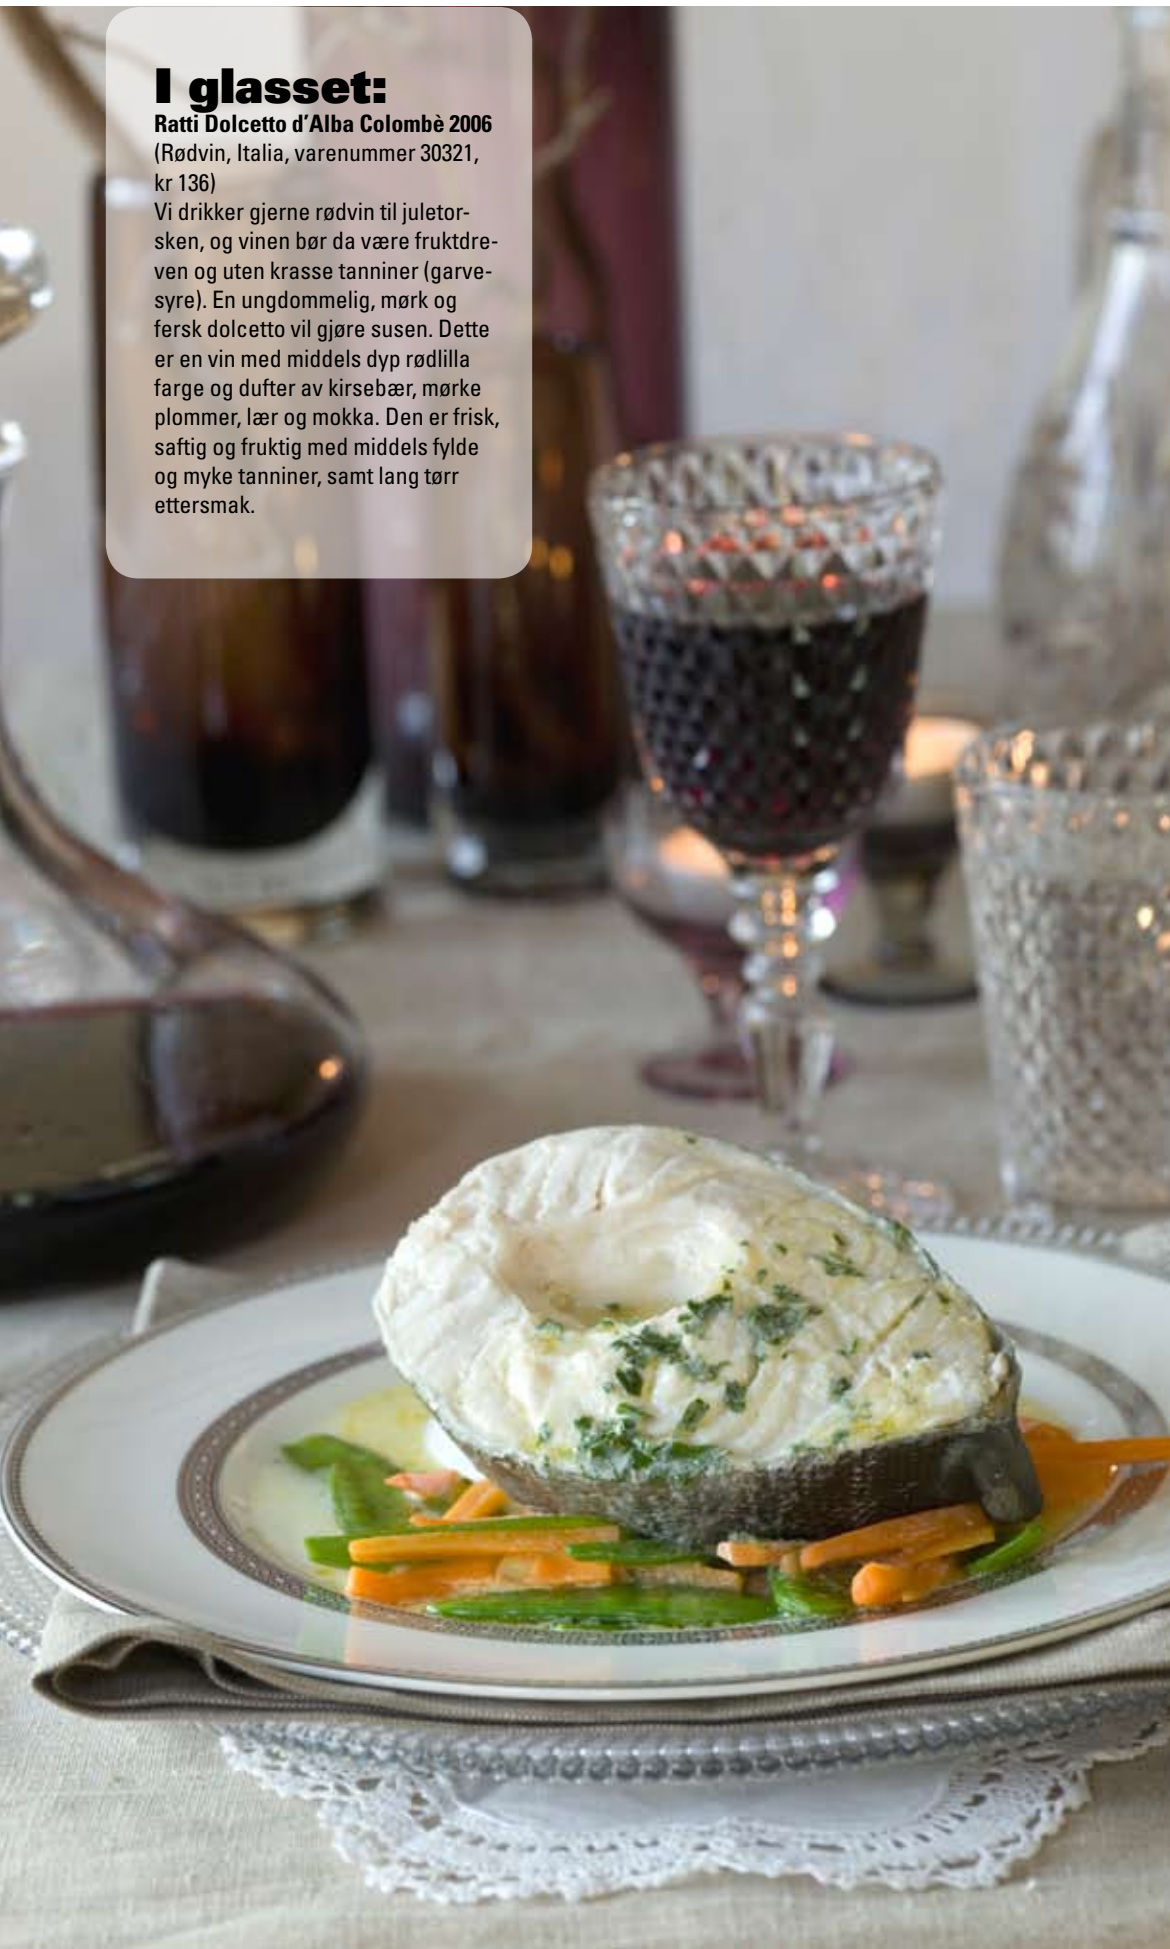 I glasset:
Ratti Dolcetto d'Alba Colombè 2006
(Rødvin, Italia, varenummer 30321,
kr 136)
Vi drikker gjerne rødvin til juletor-
sken, og vinen bør da være fruktdre-
ven og uten krasse tanniner (garve-
syre). En ungdommelig, mørk og
fersk dolcetto vil gjøre susen. Dette
er en vin med middels dyp rødlilla
farge og dufter av kirsebær, mørke
plommer, lær og mokka. Den er frisk,
saftig og fruktig med middels fylde
og myke tanniner, samt lang tørr
ettersmak.